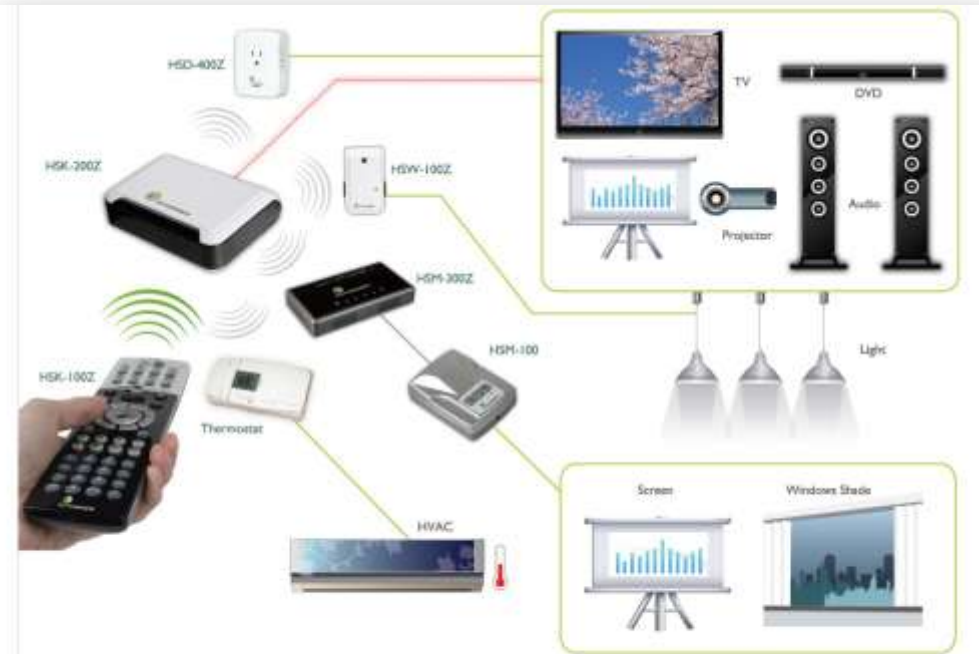 HSD-400Z
TV
DVD
HSK-200Z
HSW-100Z
Audio
Projector
HSM-300Z
HSM-100
Light
HSK-100Z
Thermostat
Screen
Windows Shade
HVAC